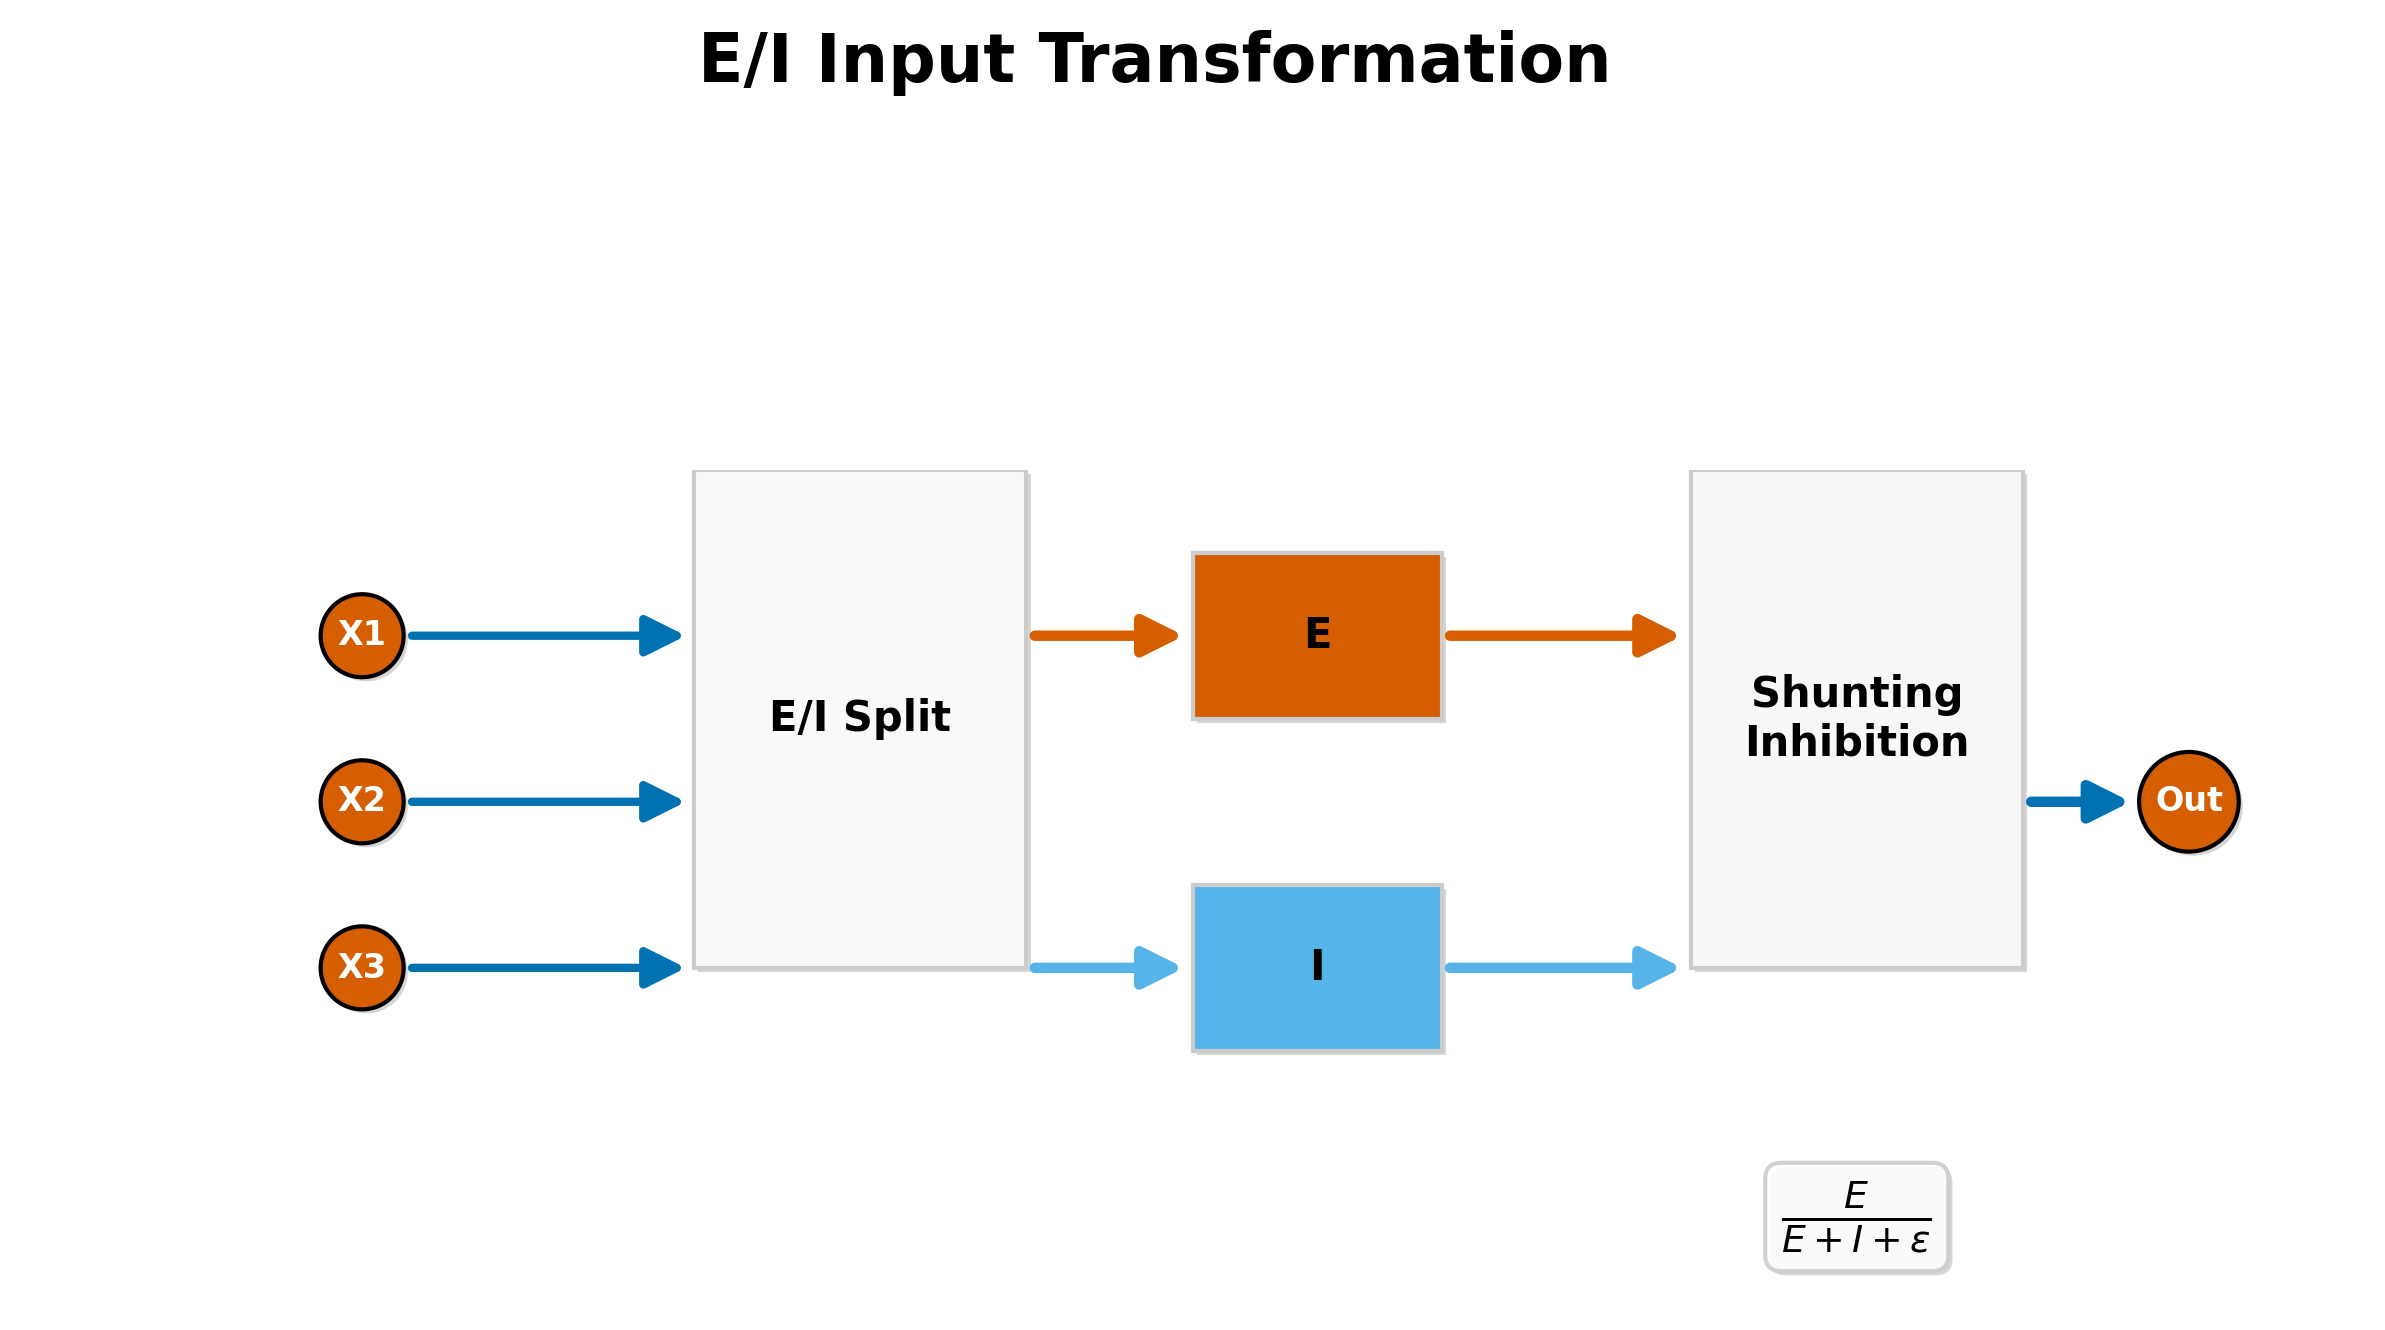 E/I Input Transformation
X1
X2
X3
E/I Split
E
I
Shunting
Inhibition
Out
E
E + I + ε